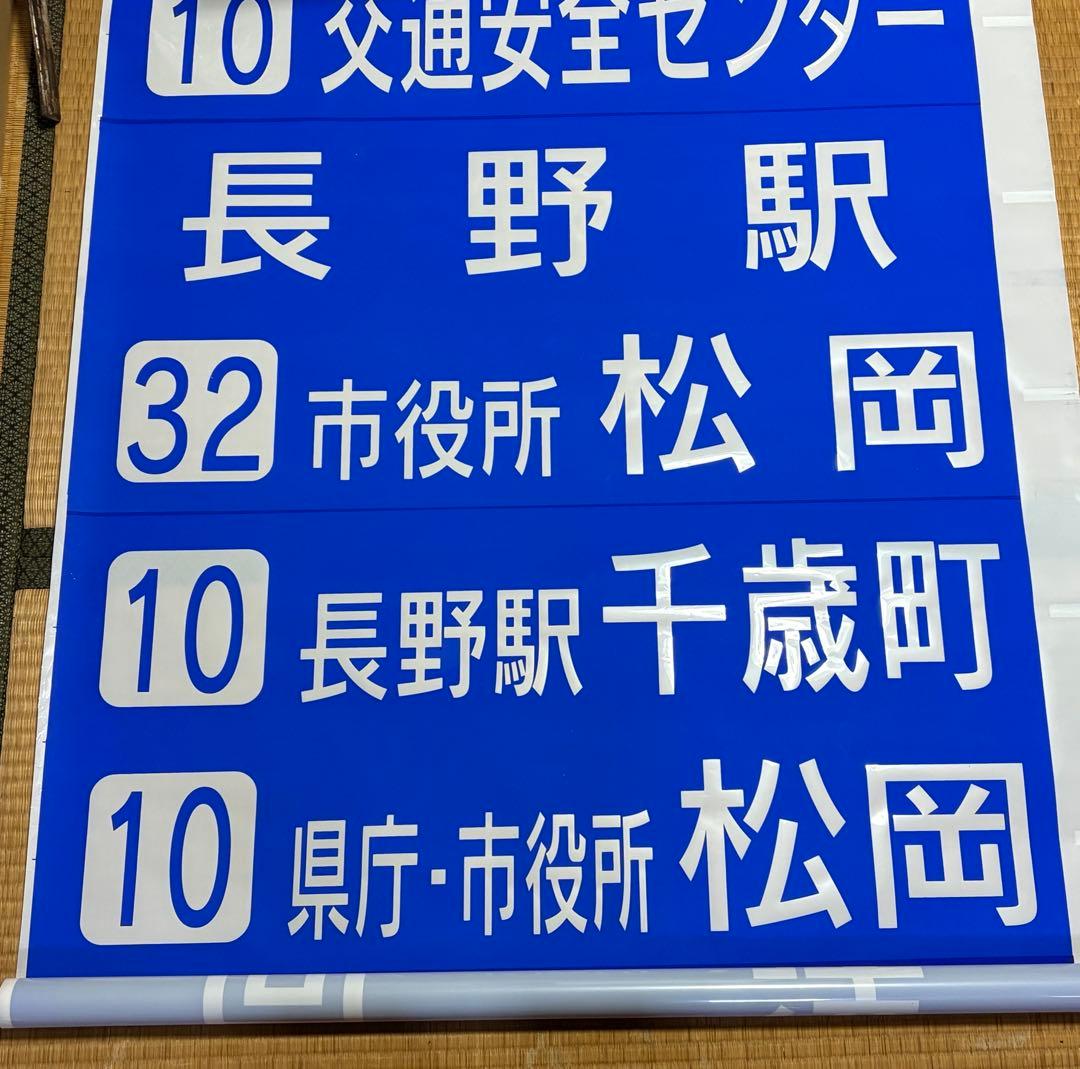 10 交通安全センター
長野駅
32 市役所 松岡
10 長野駅 千歳町
10 県庁・市役所 松岡